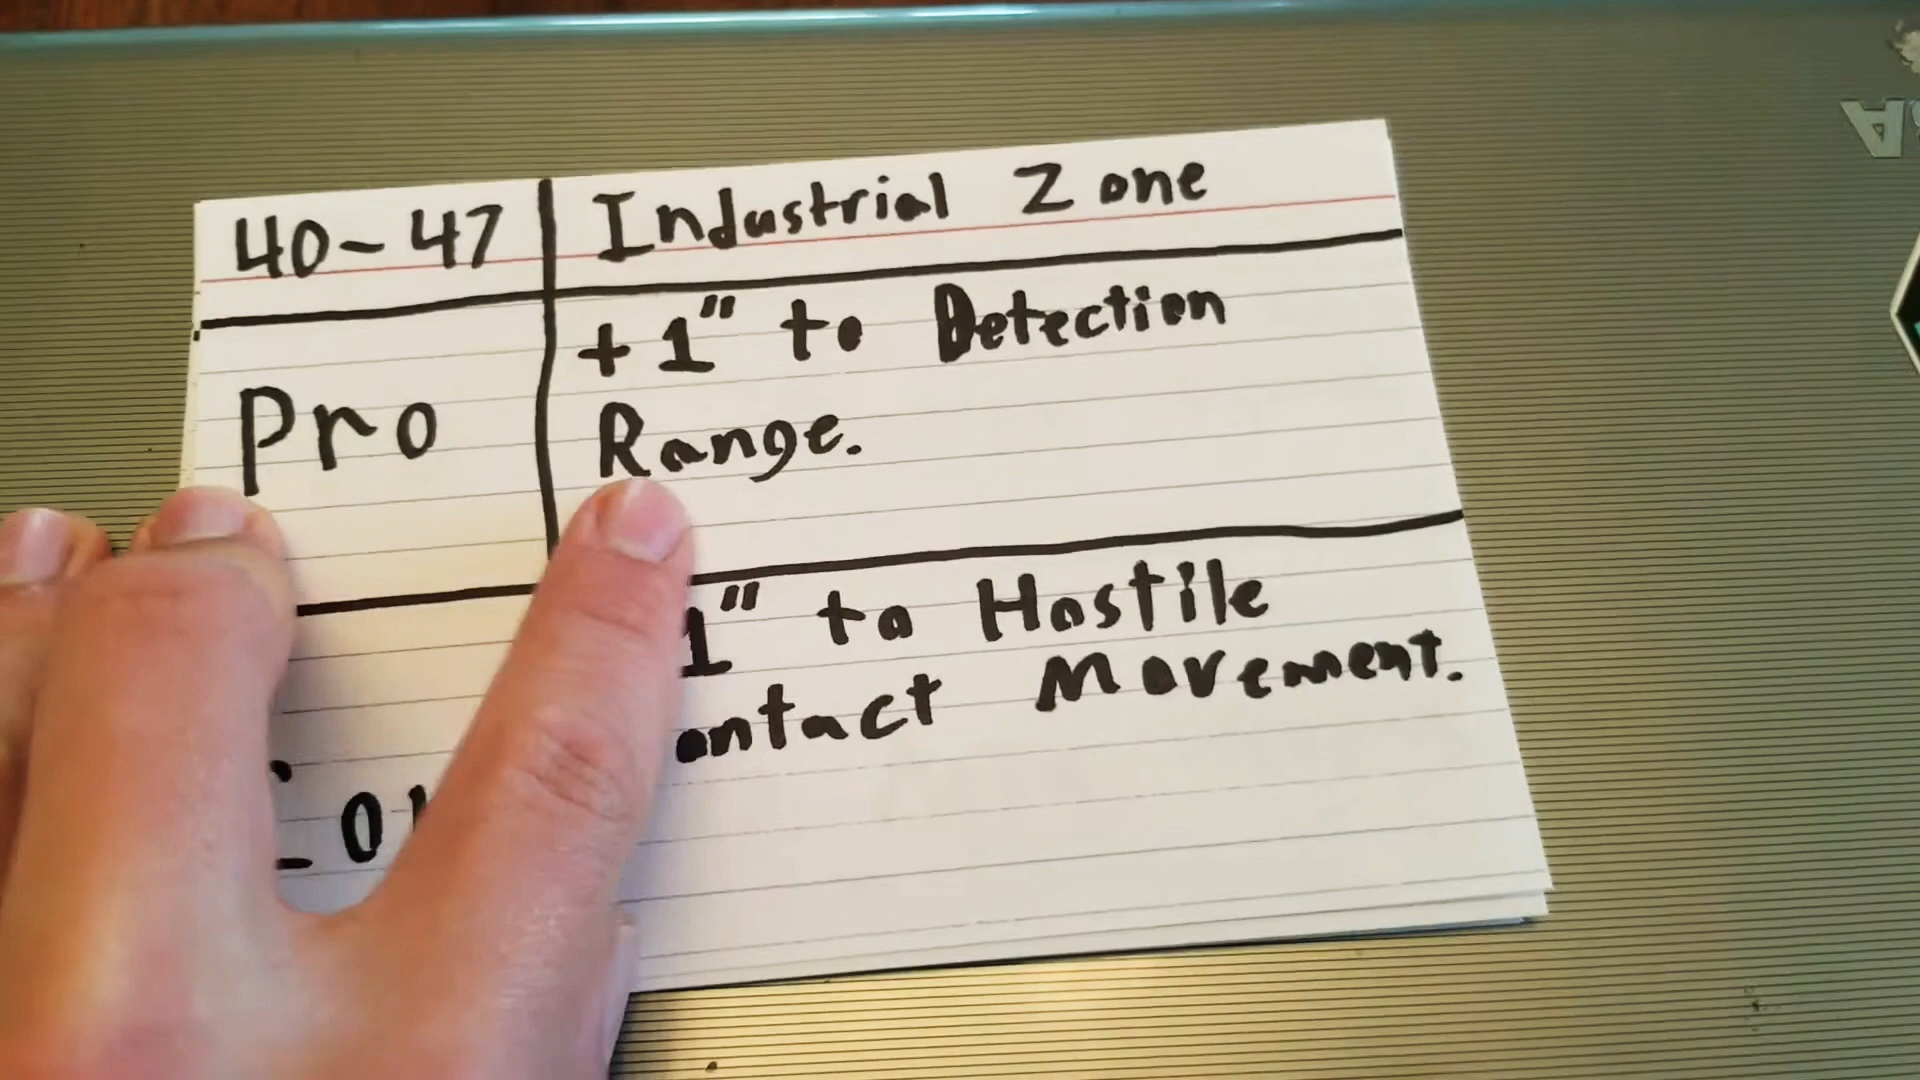 40-47 Industrial Zone
Pro
+1" to Detection
Range.
1" to Hostile
ontact Movement.